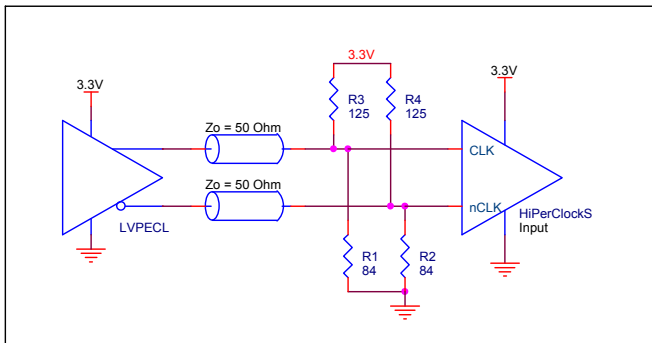 3.3V
3.3V
3.3V
R3
125
R4
125
Zo = 50 Ohm
CLK
Zo = 50 Ohm
nCLK
HiPerClockS
Input
LVPECL
R1
84
R2
84